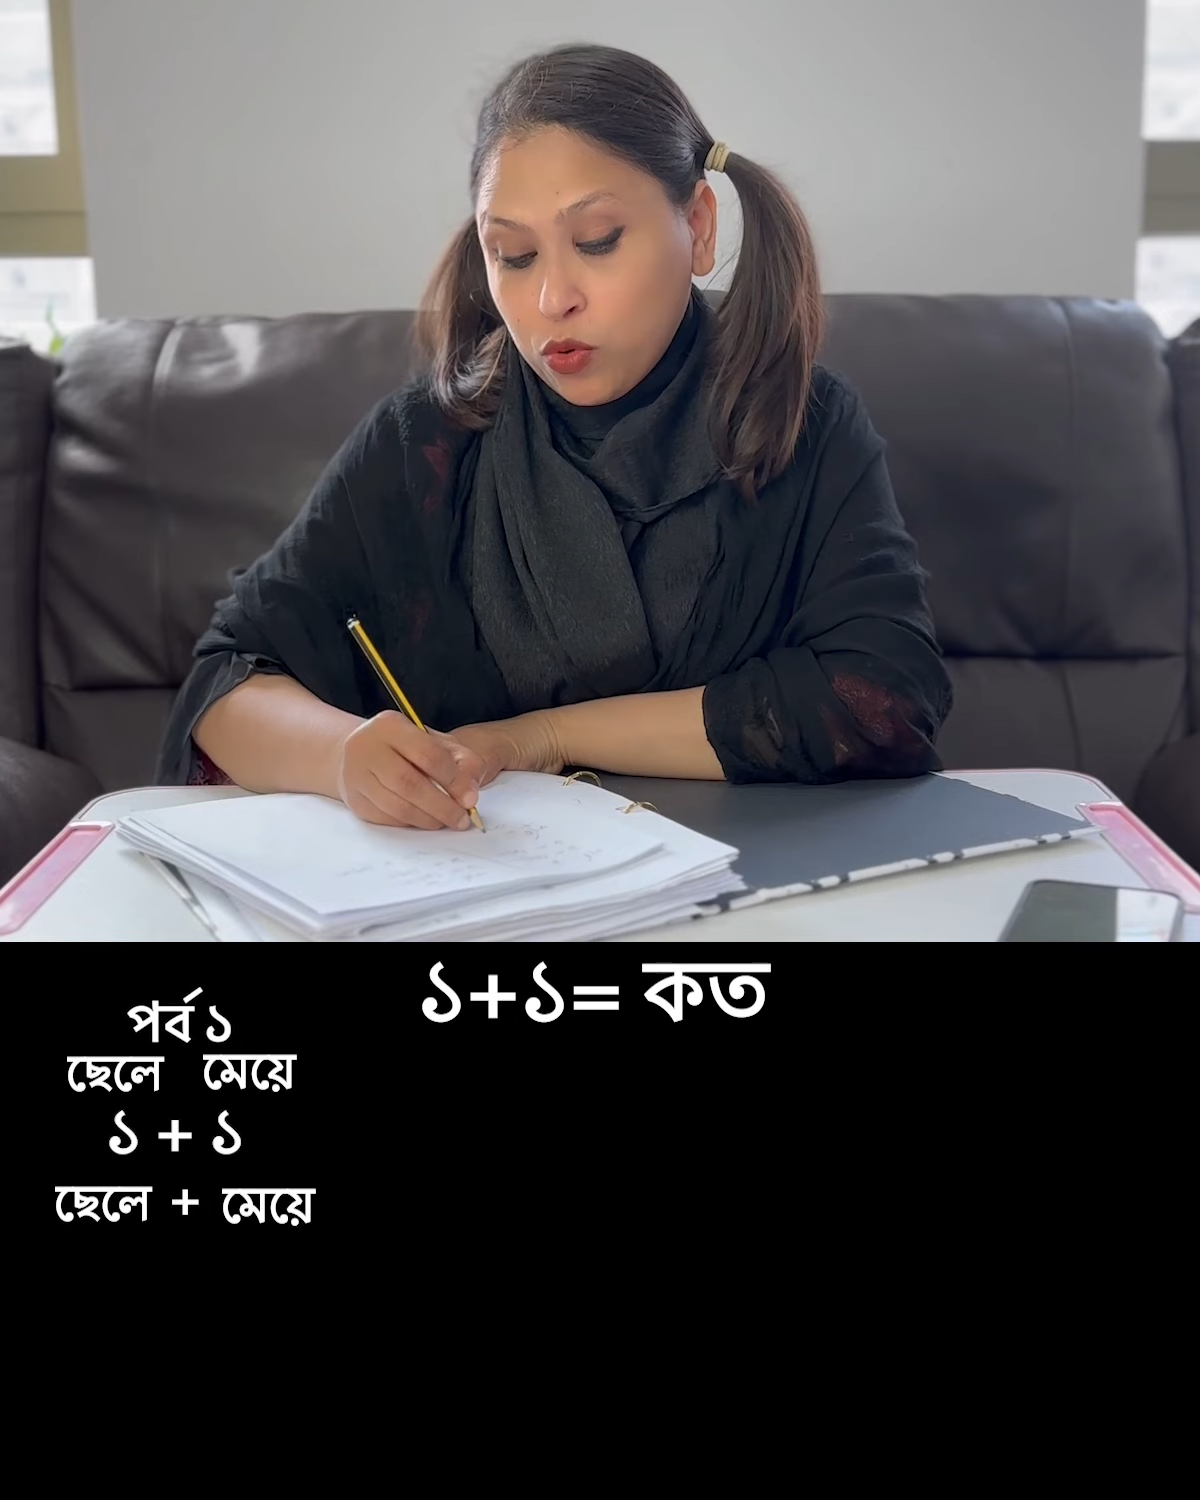 ১+১= কত
পর্ব ১
ছেলে মেয়ে
১ + ১
ছেলে + মেয়ে